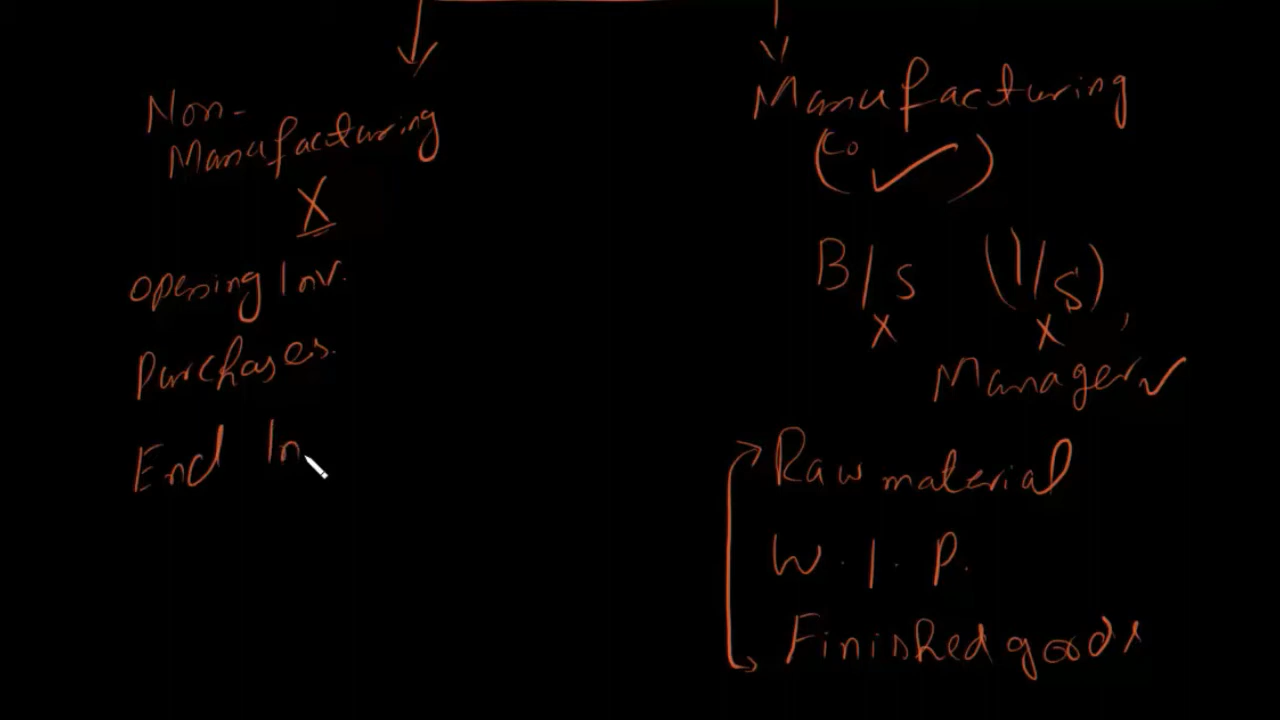 Non-
Manufacturing
X
Opening Inv.
Purchases.
End In
Manufacturing
(Co ✓)
B/S (I/S),
X X
Manager ✓
Raw material
W.I.P.
Finished goods